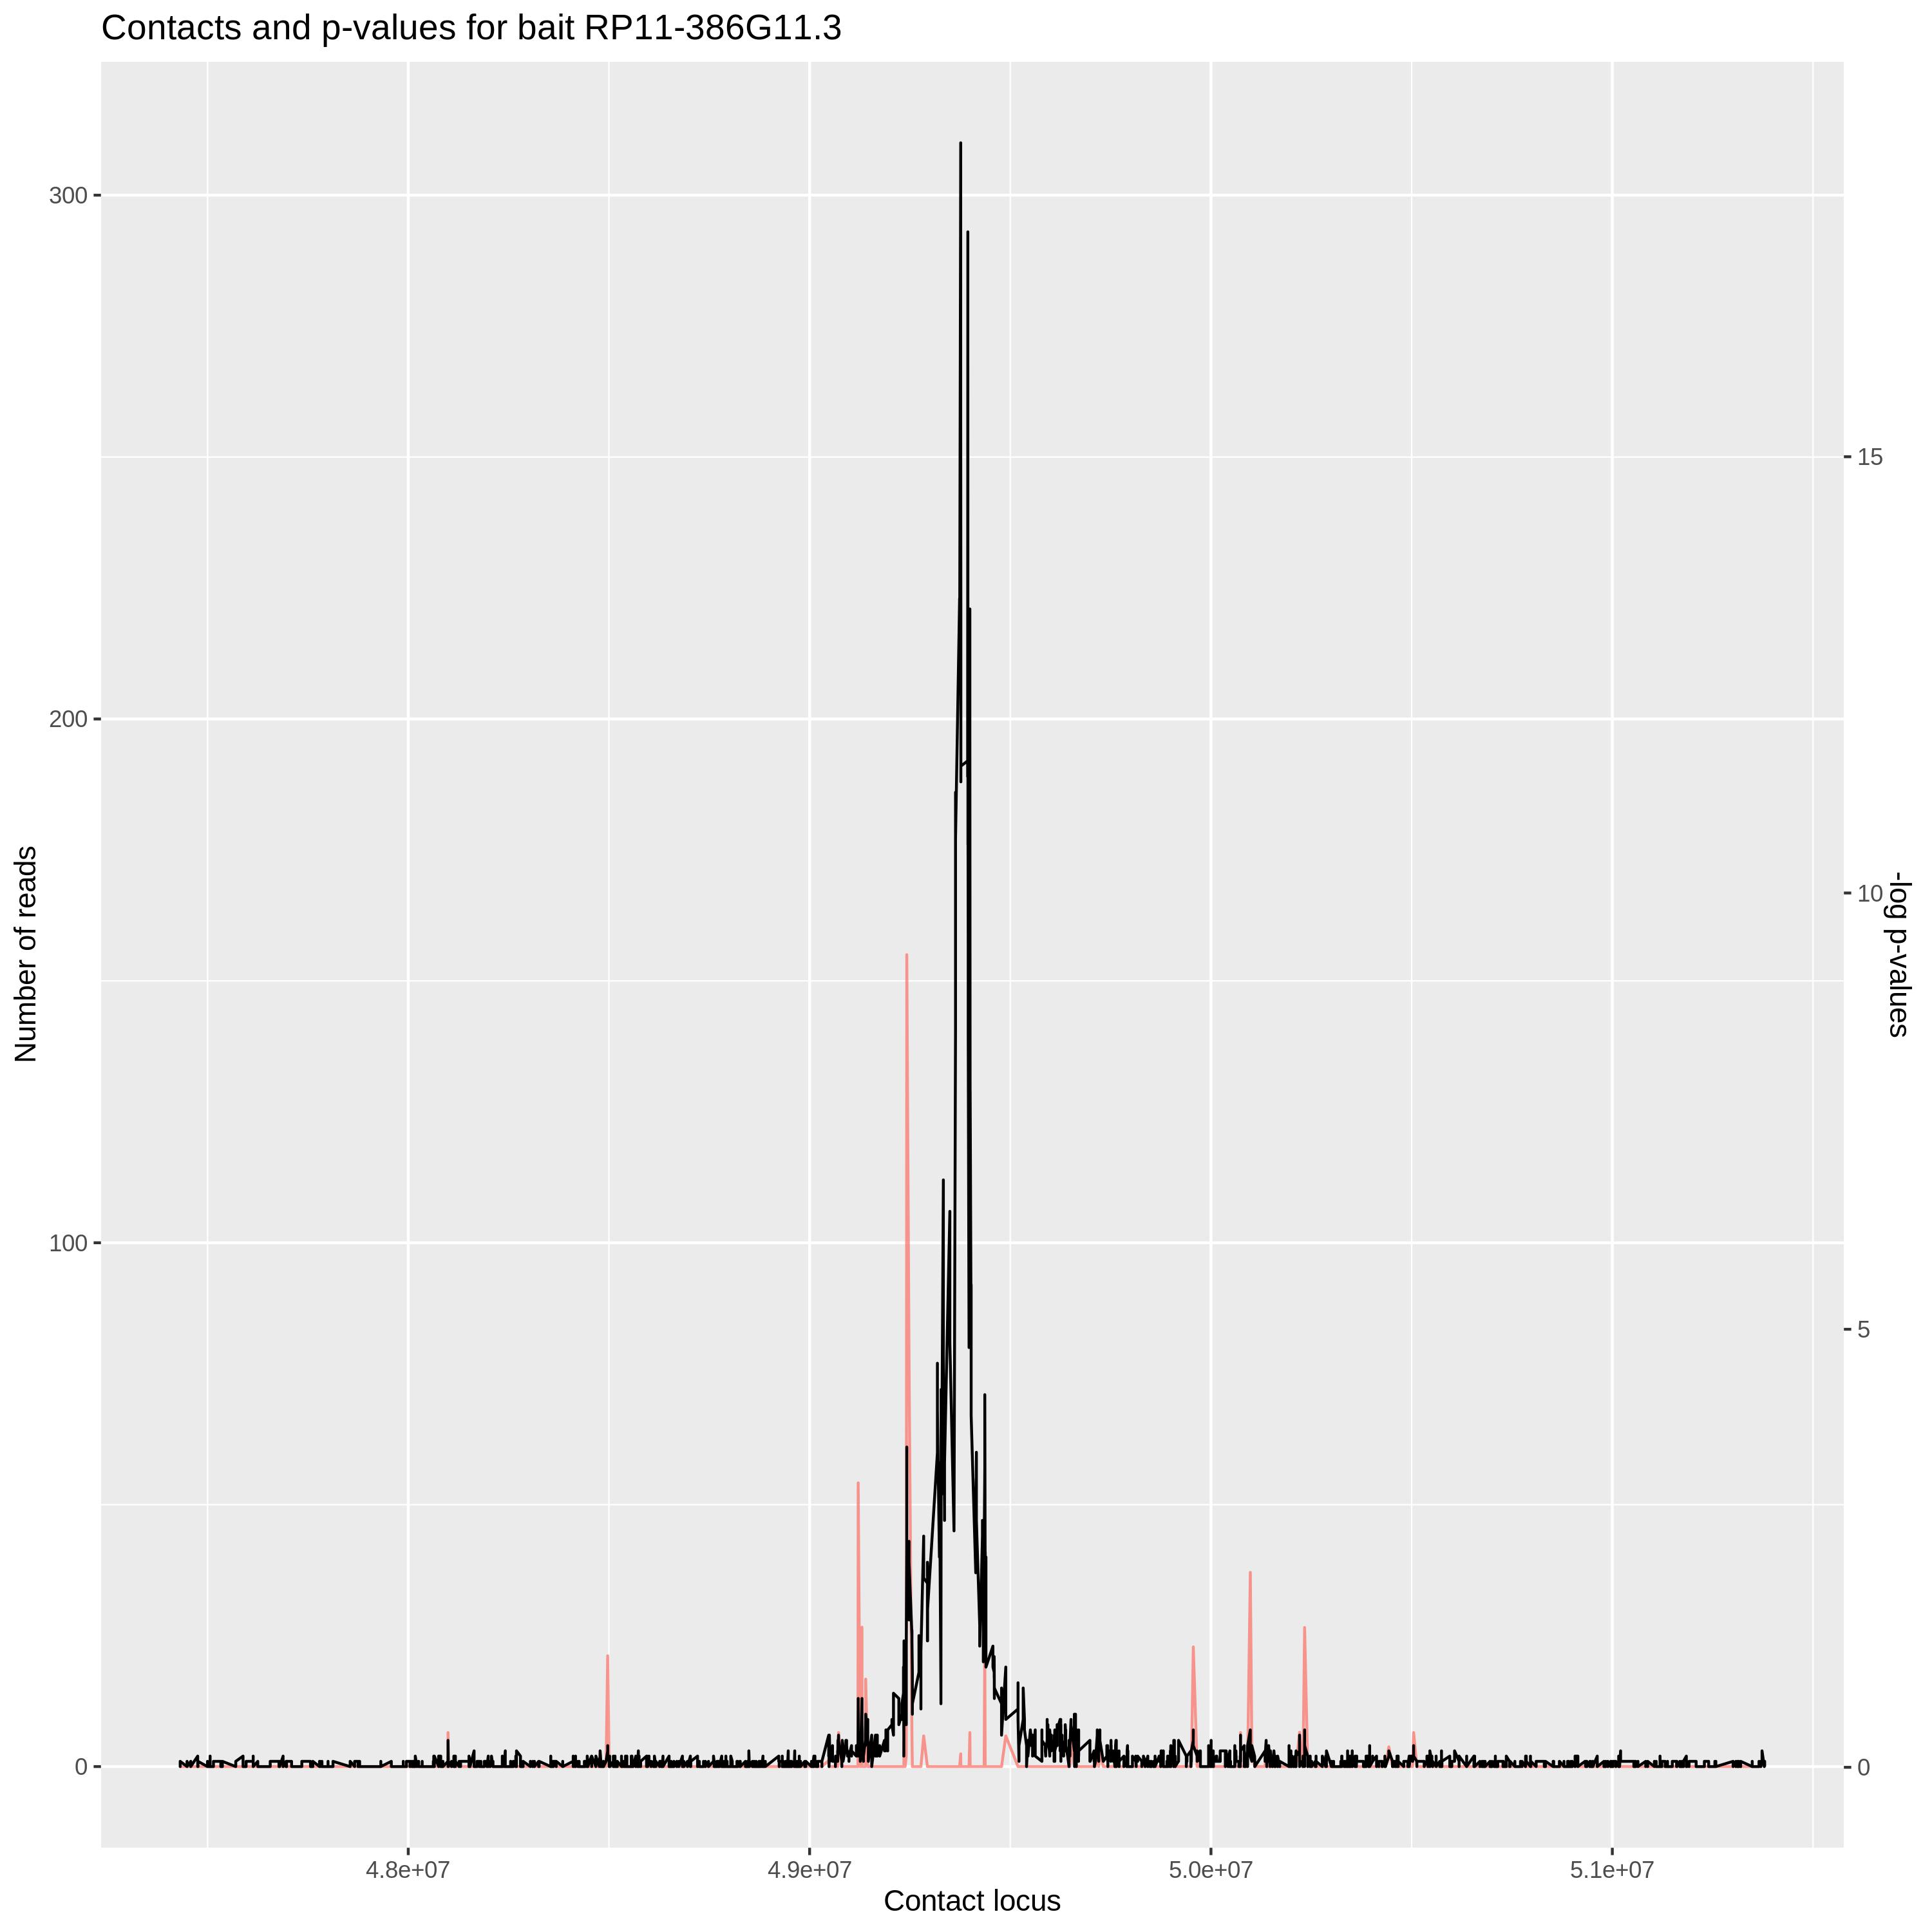 Contacts and p-values for bait RP11-386G11.3
300
200
100
0
Number of reads
15
10
5
0
-log p-values
4.8e+07
4.9e+07
5.0e+07
5.1e+07
Contact locus